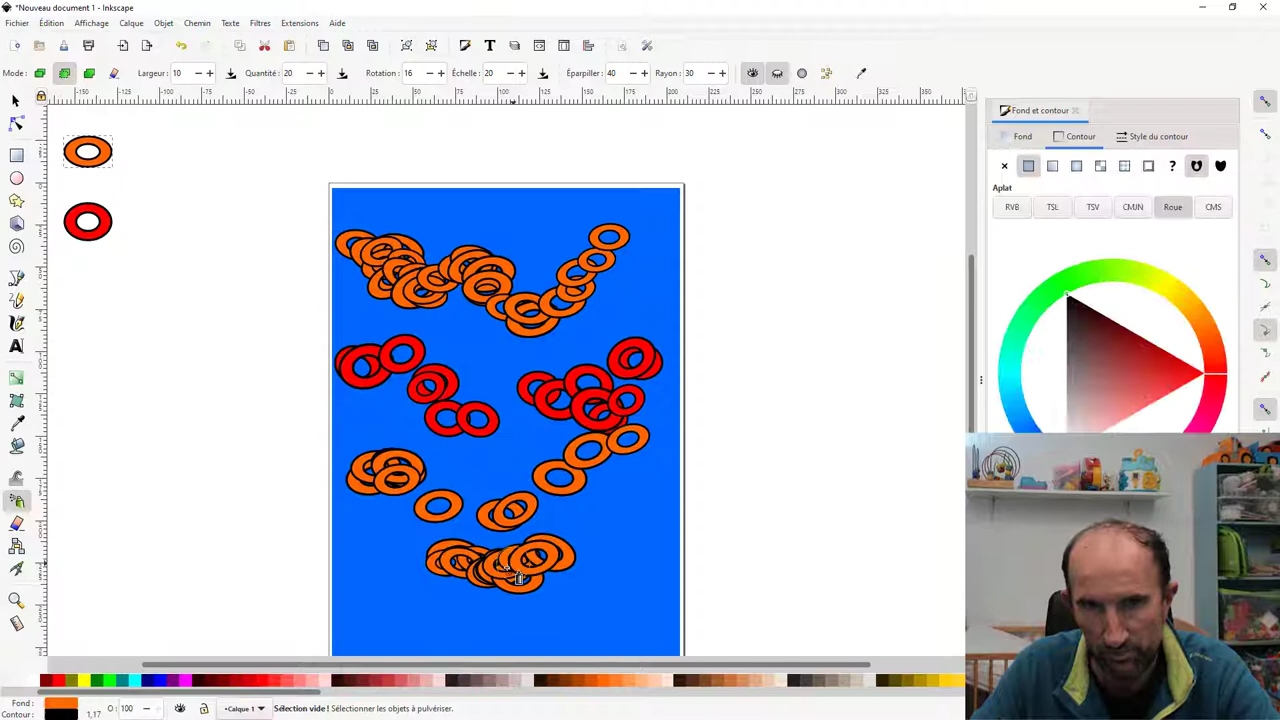 *Nouveau document 1 - Inkscape
Fichier Édition Affichage Calque Objet Chemin Texte Filtres Extensions Aide
Mode: Largeur: 10 Quantité: 20 Rotation: 16 Échelle: 20 Éparpiller: 40 Rayon: 30
Fond et contour
Fond Contour Style du contour
Aplat
RVB TSL TSV CMJN Roue CMS
Fond :
Contour : 1,17
O: 100
•Calque 1
Sélection vide ! Sélectionner les objets à pulvériser.